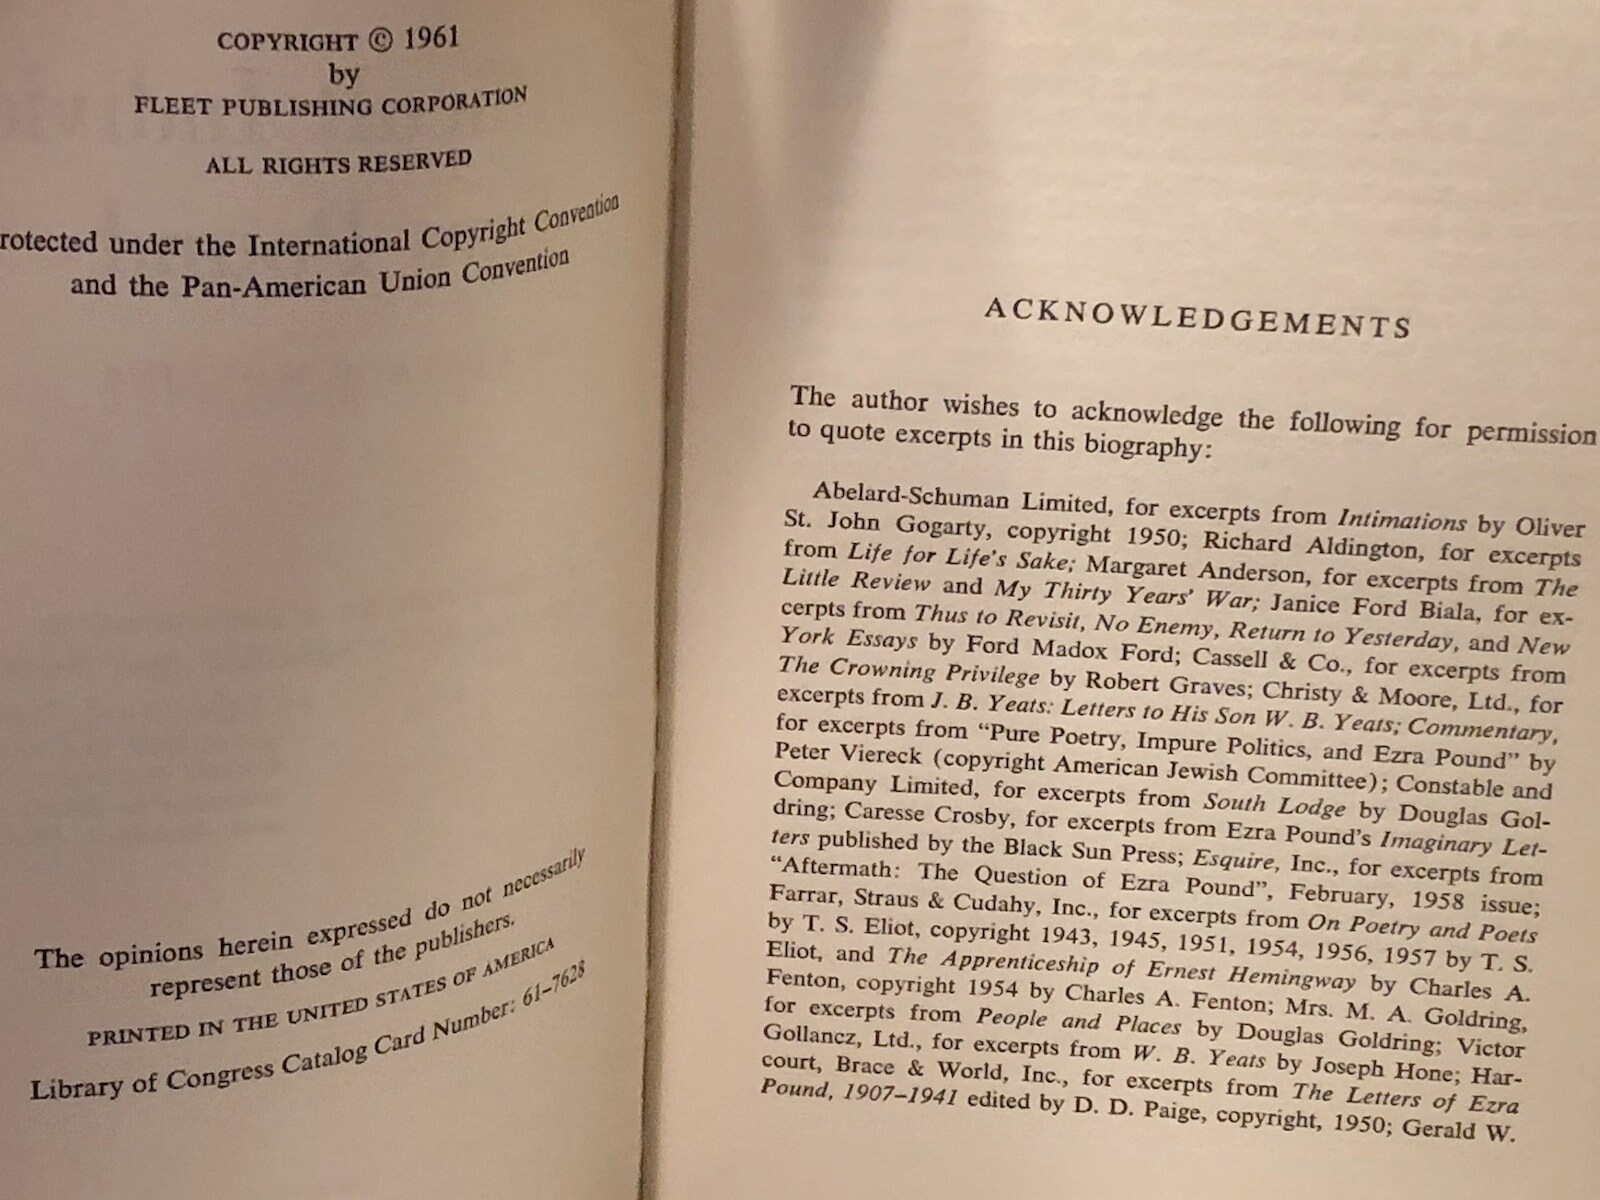 COPYRIGHT © 1961
by
FLEET PUBLISHING CORPORATION
ALL RIGHTS RESERVED
rotected under the International Copyright Convention
and the Pan-American Union Convention
The opinions herein expressed do not necessarily
represent those of the publishers.
PRINTED IN THE UNITED STATES OF AMERICA
Library of Congress Catalog Card Number: 61-7628
ACKNOWLEDGEMENTS
The author wishes to acknowledge the following for permission
to quote excerpts in this biography:
Abelard-Schuman Limited, for excerpts from Intimations by Oliver
St. John Gogarty, copyright 1950; Richard Aldington, for excerpts
from Life for Life's Sake; Margaret Anderson, for excerpts from The
Little Review and My Thirty Years' War; Janice Ford Biala, for ex-
cerpts from Thus to Revisit, No Enemy, Return to Yesterday, and New
York Essays by Ford Madox Ford; Cassell & Co., for excerpts from
The Crowning Privilege by Robert Graves; Christy & Moore, Ltd., for
excerpts from J. B. Yeats: Letters to His Son W. B. Yeats; Commentary,
for excerpts from "Pure Poetry, Impure Politics, and Ezra Pound" by
Peter Viereck (copyright American Jewish Committee); Constable and
Company Limited, for excerpts from South Lodge by Douglas Gol-
dring; Caresse Crosby, for excerpts from Ezra Pound's Imaginary Let-
ters published by the Black Sun Press; Esquire, Inc., for excerpts from
"Aftermath: The Question of Ezra Pound", February, 1958 issue;
Farrar, Straus & Cudahy, Inc., for excerpts from On Poetry and Poets
by T. S. Eliot, copyright 1943, 1945, 1951, 1954, 1956, 1957 by T. S.
Eliot, and The Apprenticeship of Ernest Hemingway by Charles A.
Fenton, copyright 1954 by Charles A. Fenton; Mrs. M. A. Goldring,
for excerpts from People and Places by Douglas Goldring; Victor
Gollancz, Ltd., for excerpts from W. B. Yeats by Joseph Hone; Har-
court, Brace & World, Inc., for excerpts from The Letters of Ezra
Pound, 1907-1941 edited by D. D. Paige, copyright, 1950; Gerald W.